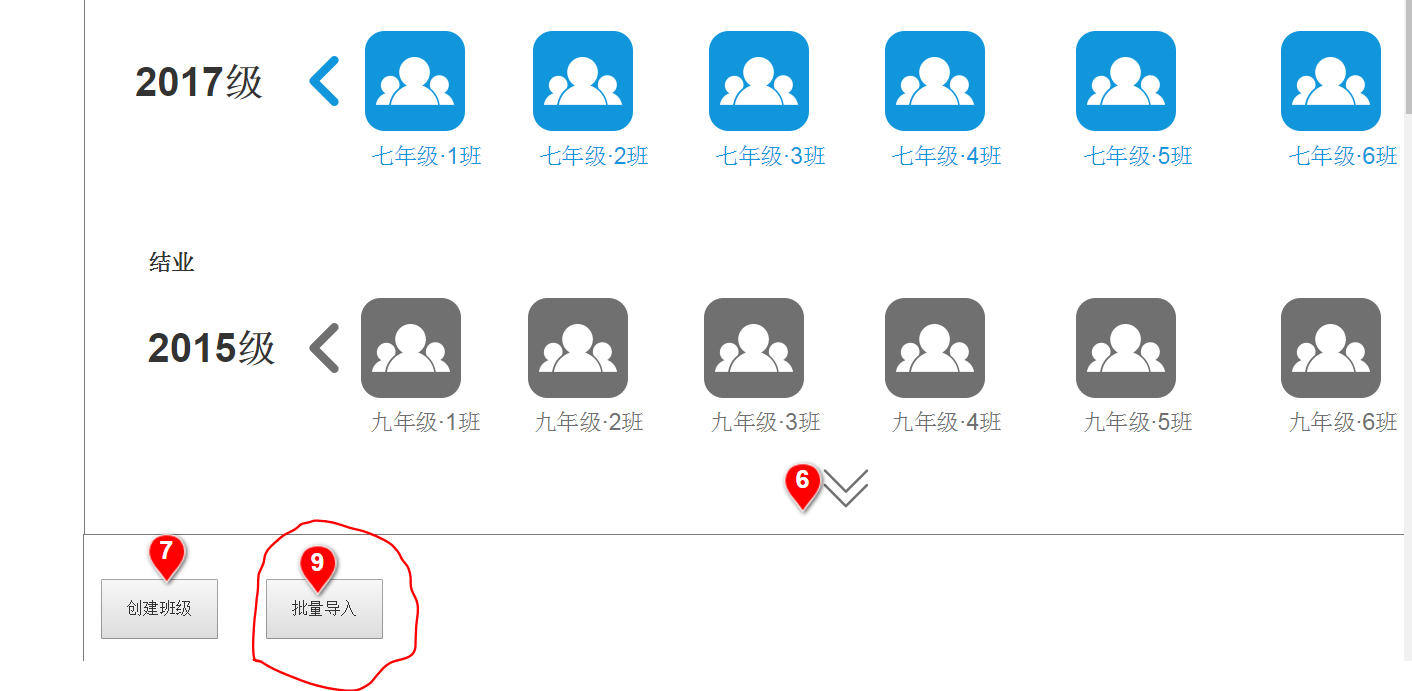 2017级
七年级·1班 七年级·2班 七年级·3班 七年级·4班 七年级·5班 七年级·6班
结业
2015级
九年级·1班 九年级·2班 九年级·3班 九年级·4班 九年级·5班 九年级·6班
6
7 9
创建班级 批量导入